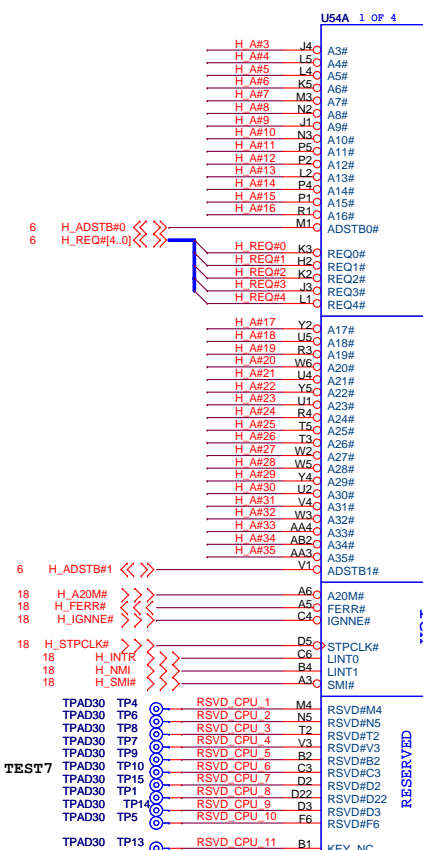 U54A 1 OF 4
H_A#3 J4 A3#
H_A#4 L5 A4#
H_A#5 L4 A5#
H_A#6 K5 A6#
H_A#7 M3 A7#
H_A#8 N2 A8#
H_A#9 J1 A9#
H_A#10 N3 A10#
H_A#11 P5 A11#
H_A#12 P2 A12#
H_A#13 L2 A13#
H_A#14 P4 A14#
H_A#15 P1 A15#
H_A#16 R1 A16#
6 H_ADSTB#0 M1 ADSTB0#
6 H_REQ#[4..0]
H_REQ#0 K3 REQ0#
H_REQ#1 H2 REQ1#
H_REQ#2 K2 REQ2#
H_REQ#3 J3 REQ3#
H_REQ#4 L1 REQ4#
H_A#17 Y2 A17#
H_A#18 U5 A18#
H_A#19 R3 A19#
H_A#20 W6 A20#
H_A#21 U4 A21#
H_A#22 Y5 A22#
H_A#23 U1 A23#
H_A#24 R4 A24#
H_A#25 T5 A25#
H_A#26 T3 A26#
H_A#27 W2 A27#
H_A#28 W5 A28#
H_A#29 Y4 A29#
H_A#30 U2 A30#
H_A#31 V4 A31#
H_A#32 W3 A32#
H_A#33 AA4 A33#
H_A#34 AB2 A34#
H_A#35 AA3 A35#
6 H_ADSTB#1 V1 ADSTB1#
18 H_A20M# A6 A20M#
18 H_FERR# A5 FERR#
18 H_IGNNE# C4 IGNNE#
18 H_STPCLK# D5 STPCLK#
18 H_INTR C6 LINT0
18 H_NMI B4 LINT1
18 H_SMI# A3 SMI#
TPAD30 TP4 RSVD_CPU_1 M4 RSVD#M4
TPAD30 TP6 RSVD_CPU_2 N5 RSVD#N5
TPAD30 TP8 RSVD_CPU_3 T2 RSVD#T2
TPAD30 TP7 RSVD_CPU_4 V3 RSVD#V3
TPAD30 TP9 RSVD_CPU_5 B2 RSVD#B2
TEST7 TPAD30 TP10 RSVD_CPU_6 C3 RSVD#C3
TPAD30 TP15 RSVD_CPU_7 D2 RSVD#D2
TPAD30 TP1 RSVD_CPU_8 D22 RSVD#D22
TPAD30 TP14 RSVD_CPU_9 D3 RSVD#D3
TPAD30 TP5 RSVD_CPU_10 F6 RSVD#F6
RESERVED
TPAD30 TP13 RSVD_CPU_11 B1 KEY_NC